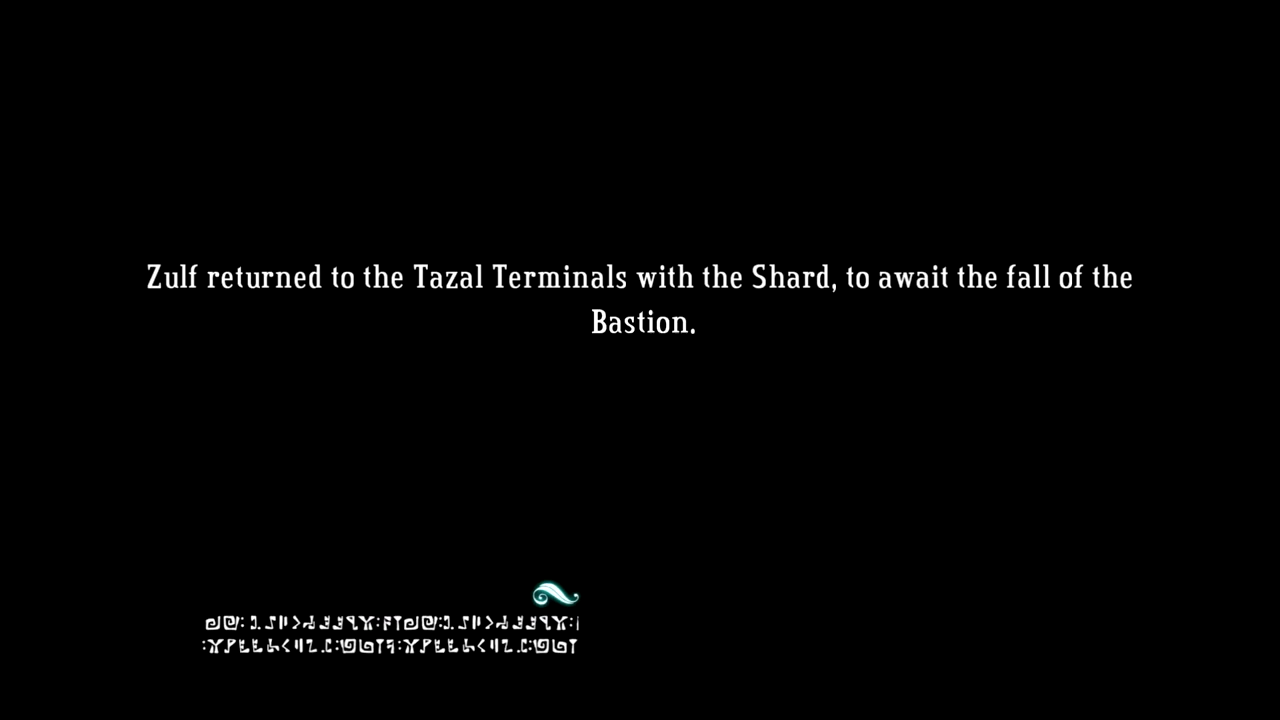 Zulf returned to the Tazal Terminals with the Shard, to await the fall of the
Bastion.